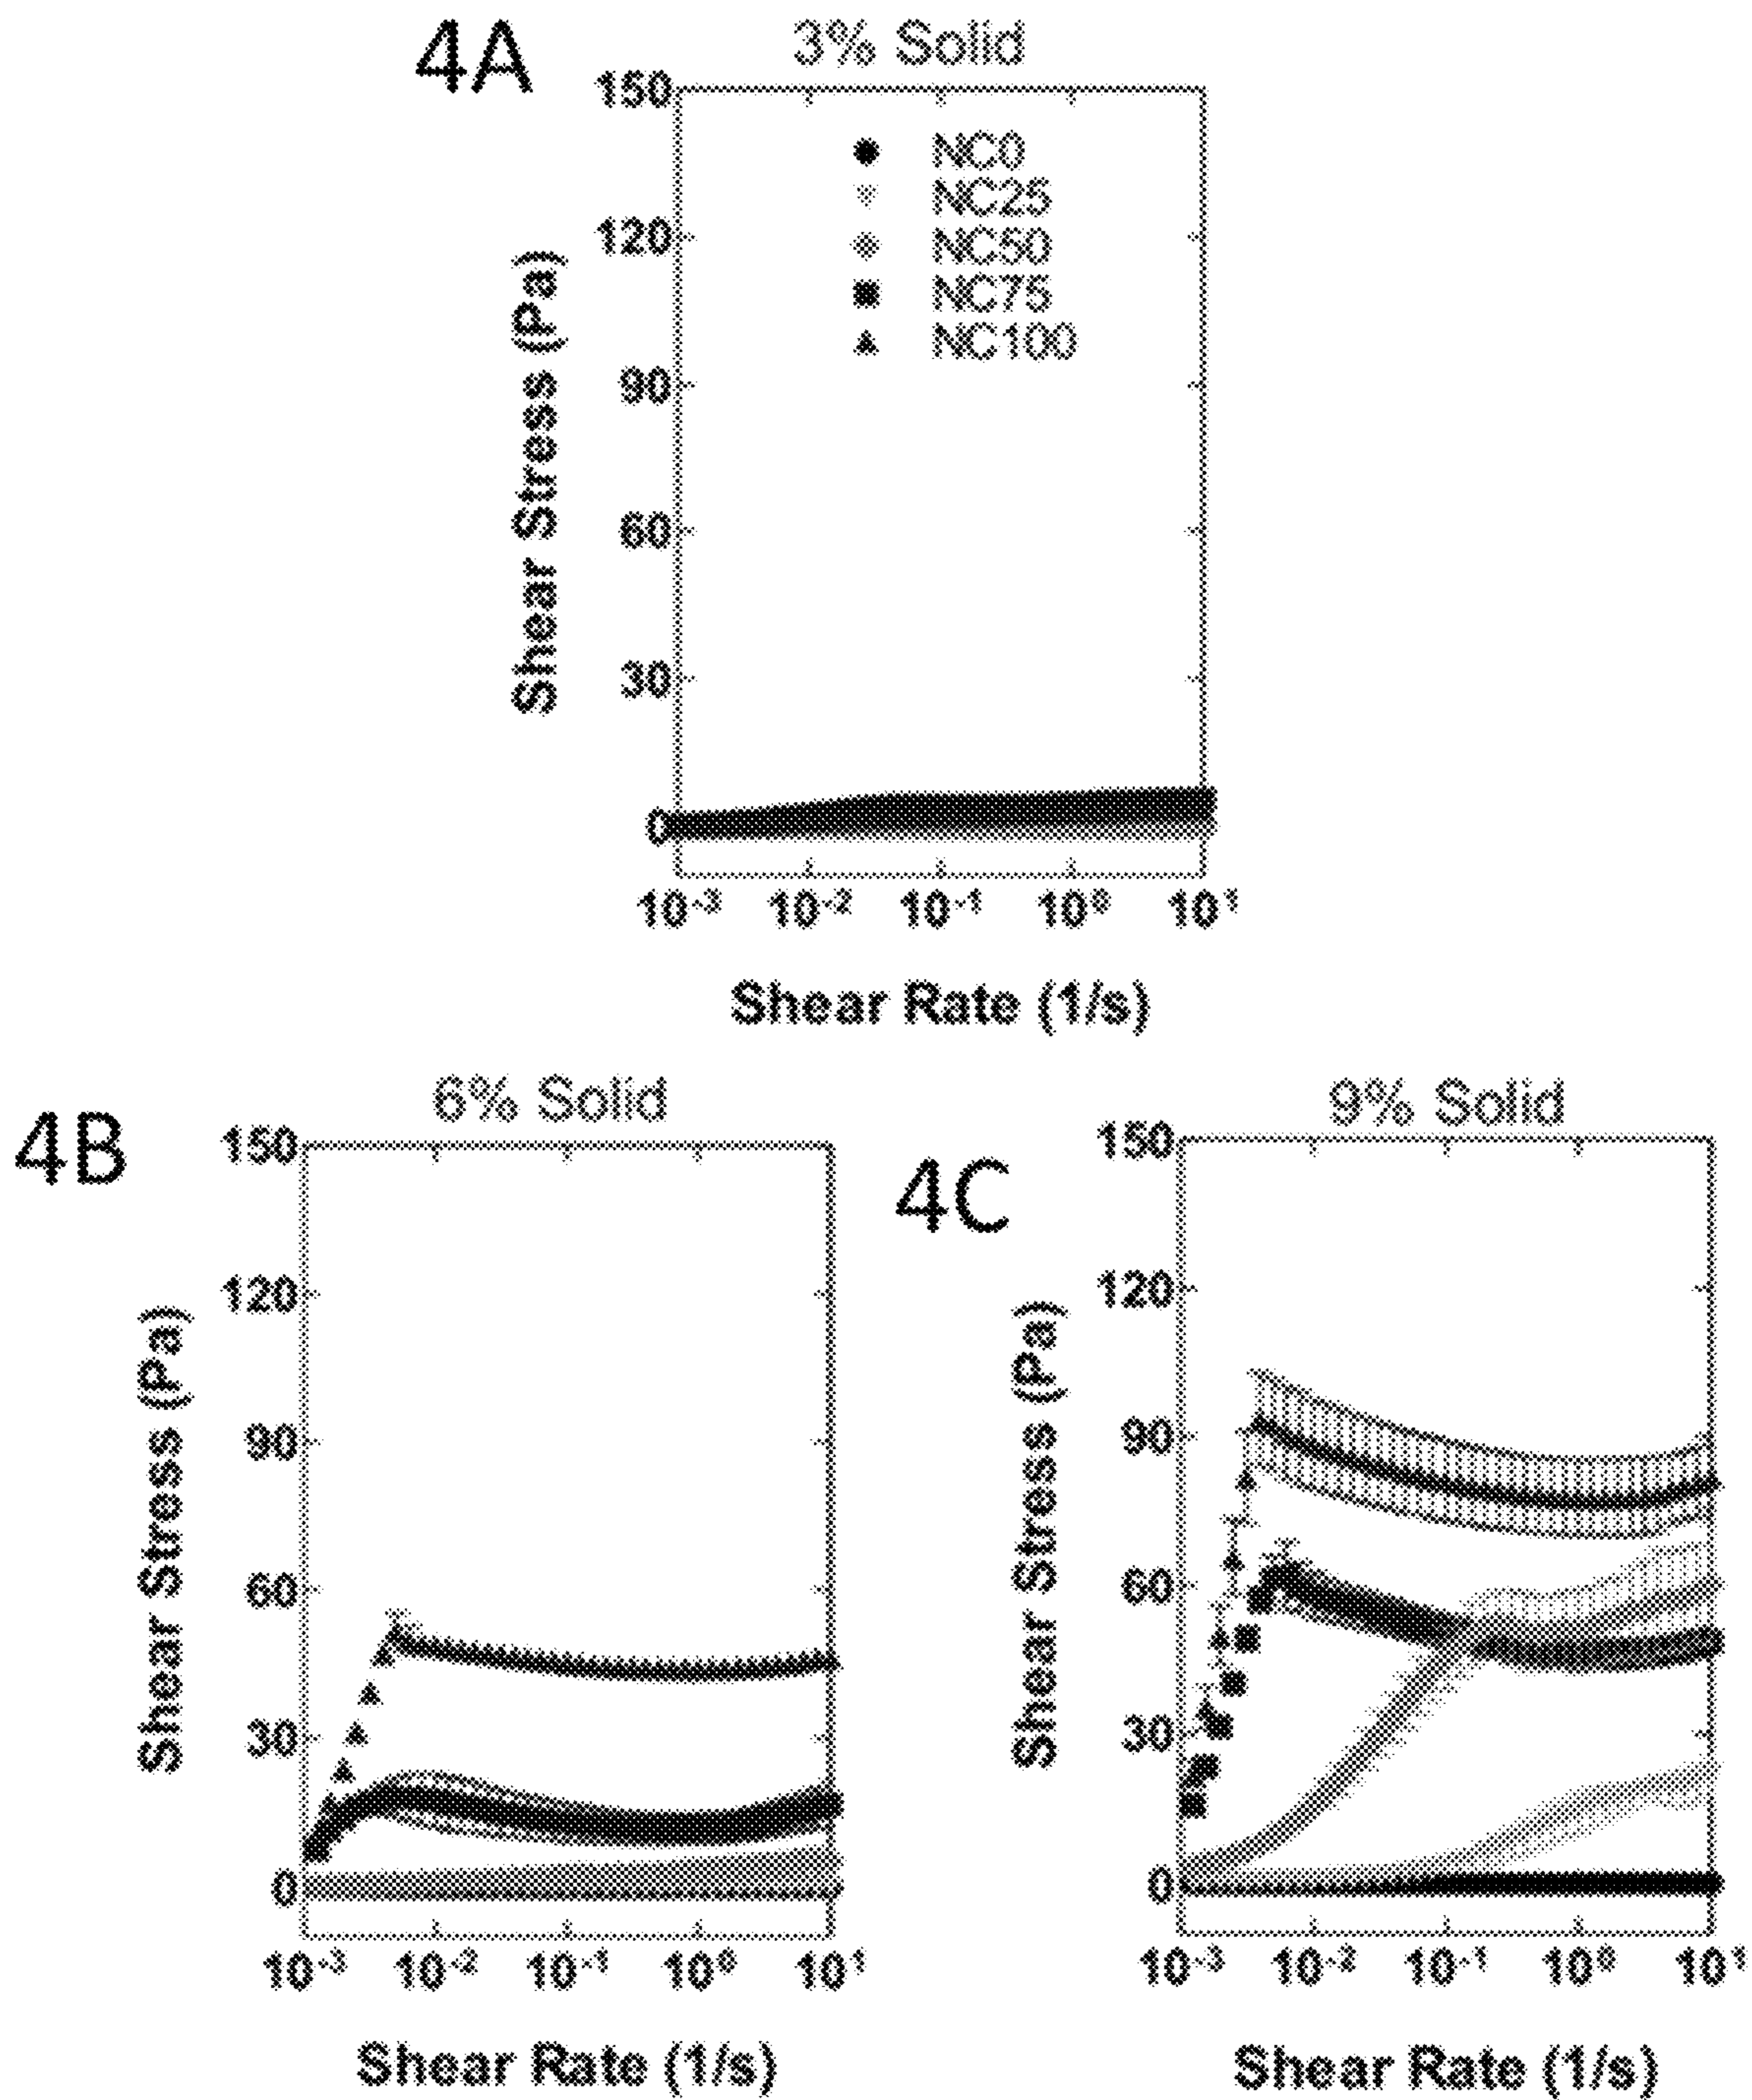 4A
3% Solid
150
120
90
60
30
0
Shear Stress (Pa)
NC0
NC25
NC50
NC75
NC100
10⁻³ 10⁻² 10⁻¹ 10⁰ 10¹
Shear Rate (1/s)
4B
6% Solid
150
120
90
60
30
0
Shear Stress (Pa)
10⁻³ 10⁻² 10⁻¹ 10⁰ 10¹
Shear Rate (1/s)
4C
9% Solid
150
120
90
60
30
0
Shear Stress (Pa)
10⁻³ 10⁻² 10⁻¹ 10⁰ 10¹
Shear Rate (1/s)